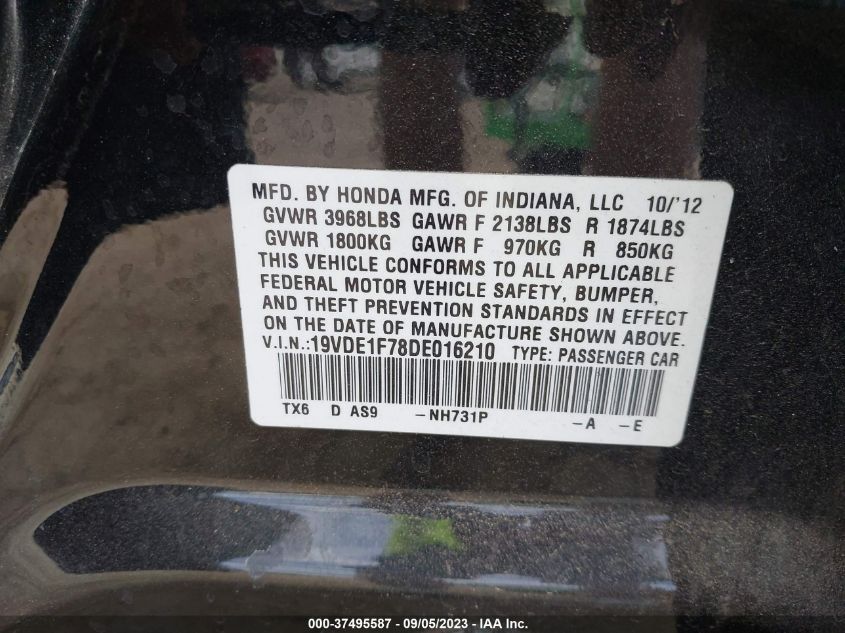 MFD. BY HONDA MFG. OF INDIANA, LLC 10/'12
GVWR 3968LBS GAWR F 2138LBS R 1874LBS
GVWR 1800KG GAWR F 970KG R 850KG
THIS VEHICLE CONFORMS TO ALL APPLICABLE
FEDERAL MOTOR VEHICLE SAFETY, BUMPER,
AND THEFT PREVENTION STANDARDS IN EFFECT
ON THE DATE OF MANUFACTURE SHOWN ABOVE.
V.I.N.:19VDE1F78DE016210 TYPE: PASSENGER CAR
TX6 D AS9 -NH731P -A -E
000-37495587 - 09/05/2023 - IAA Inc.